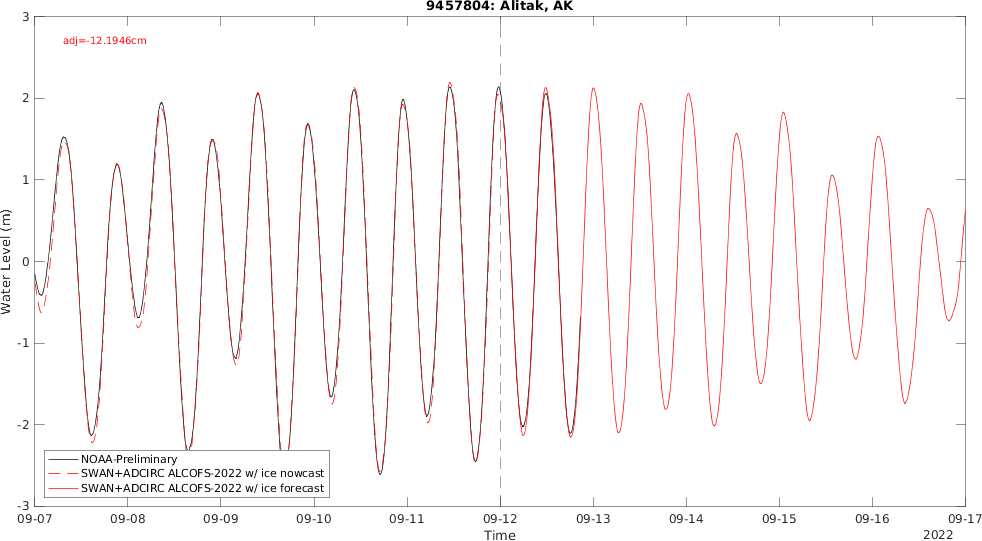 9457804: Alitak, AK
adj=-12.1946cm
3
2
1
0
-1
-2
-3
Water Level (m)
NOAA-Preliminary
SWAN+ADCIRC ALCOFS-2022 w/ ice nowcast
SWAN+ADCIRC ALCOFS-2022 w/ ice forecast
09-07 09-08 09-09 09-10 09-11 09-12 09-13 09-14 09-15 09-16 09-17
Time
2022